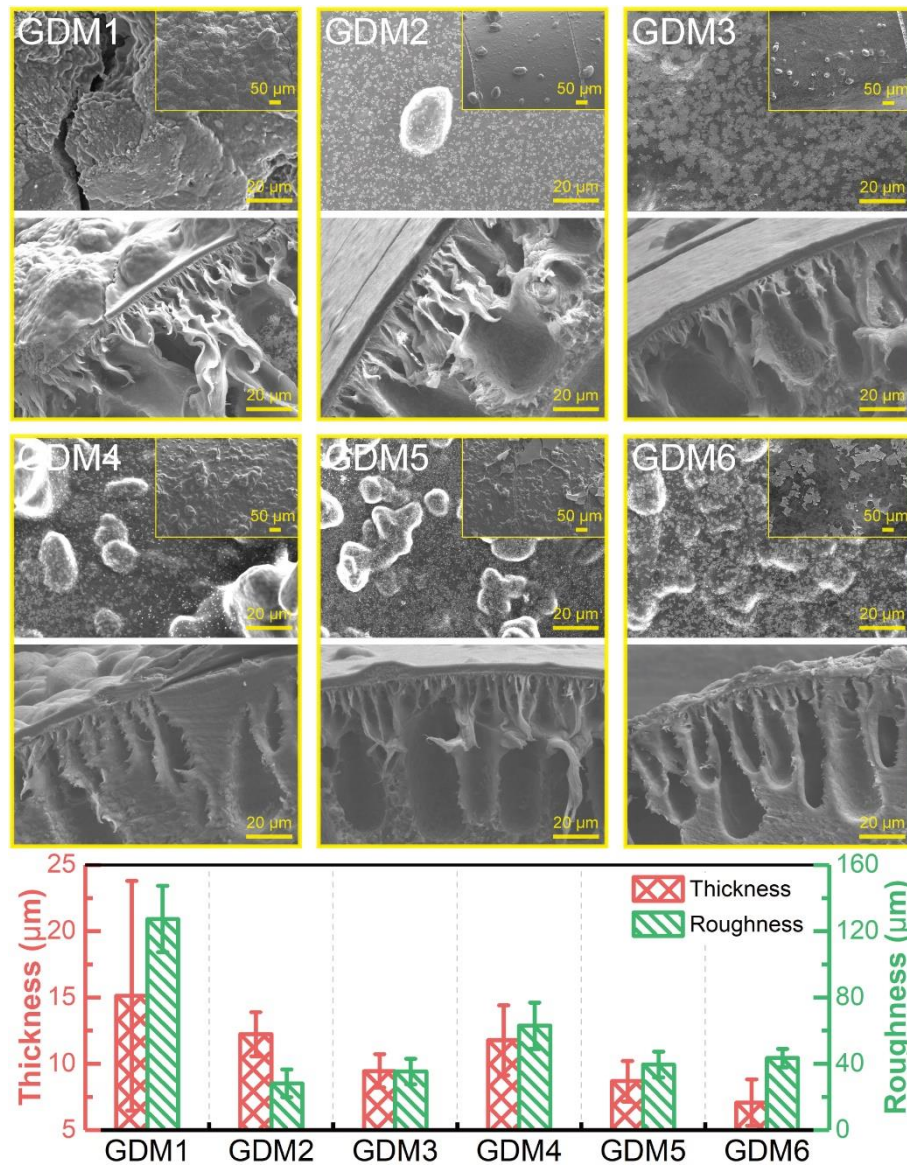 GDM1
50 µm
20 µm
GDM2
50 µm
20 µm
GDM3
50 µm
20 µm
20 µm
20 µm
20 µm
GDM4
50 µm
20 µm
GDM5
50 µm
20 µm
GDM6
50 µm
20 µm
20 µm
20 µm
20 µm
25
20
15
10
5
Thickness (µm)
Thickness
Roughness
160
120
80
40
0
Roughness (µm)
GDM1 GDM2 GDM3 GDM4 GDM5 GDM6